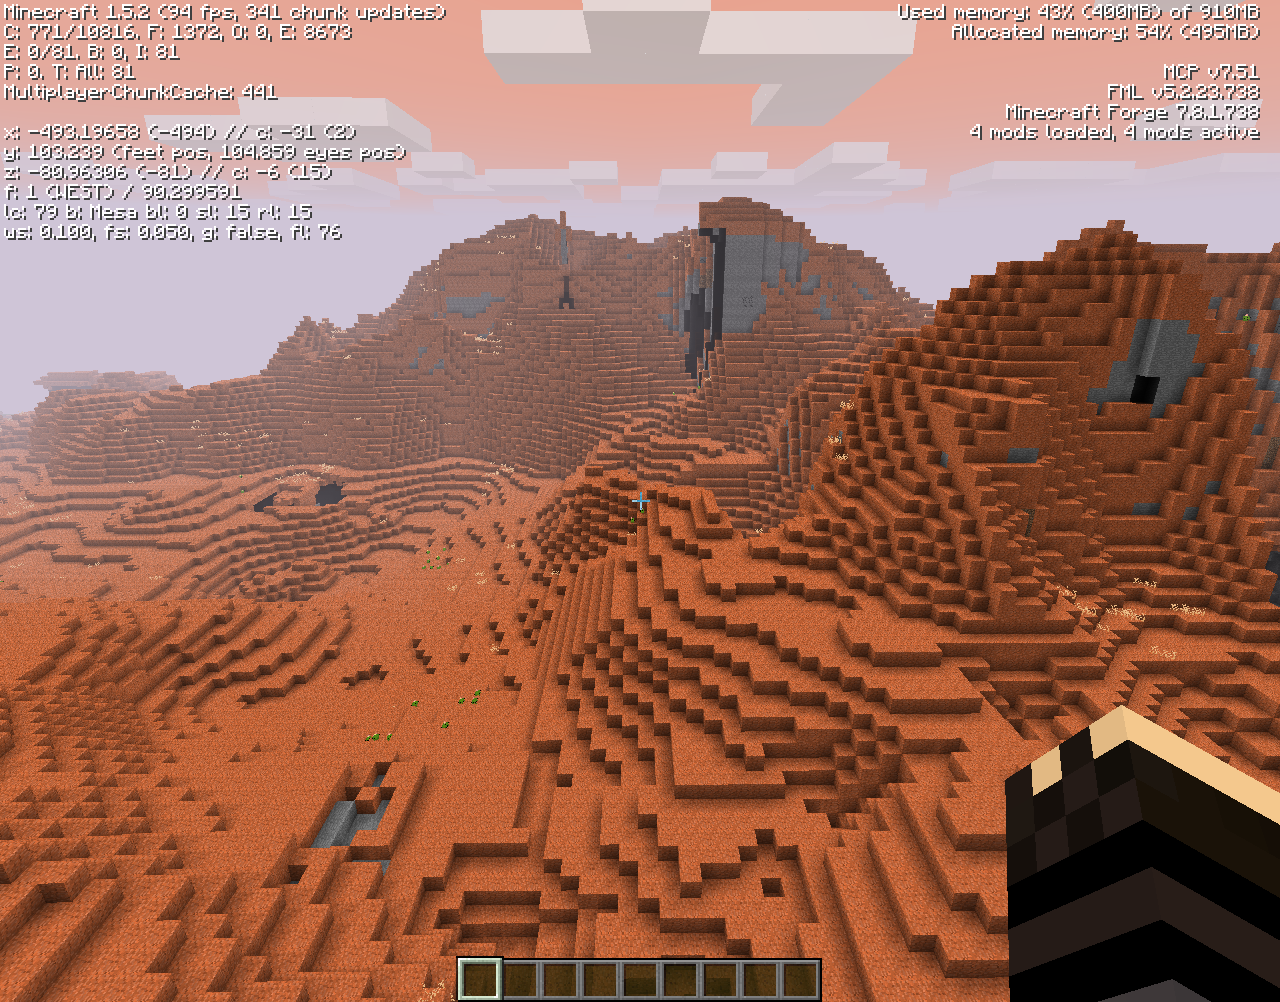 Minecraft 1.5.2 (94 fps, 341 chunk updates)
C: 771/10816. F: 1372, O: 0, E: 8673
E: 0/81. B: 0, I: 81
P: 0. T: All: 81
MultiplayerChunkCache: 441
x: -493.19658 (-494) // c: -31 (2)
y: 103.239 (feet pos, 104.859 eyes pos)
z: -80.96306 (-81) // c: -6 (15)
f: 1 (WEST) / 90.299591
lc: 79 b: Mesa bl: 0 sl: 15 rl: 15
ws: 0.100, fs: 0.050, g: false, fl: 76
Used memory: 43% (400MB) of 910MB
Allocated memory: 54% (495MB)
MCP v7.51
FML v5.2.23.738
Minecraft Forge 7.8.1.738
4 mods loaded, 4 mods active